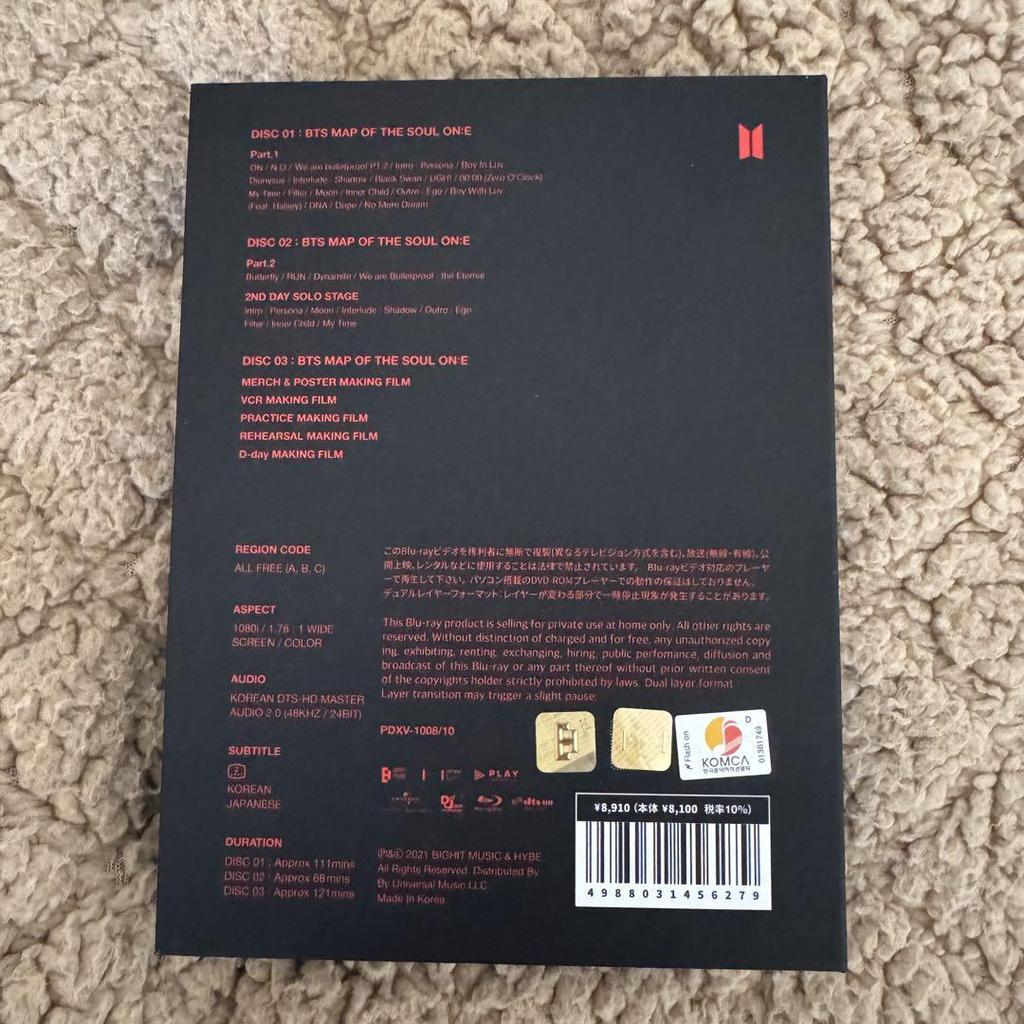 DISC 01 : BTS MAP OF THE SOUL ON:E
Part.1
ON / N.O / We are bulletproof PT.2 / Intro : Persona / Boy In Luv
Dionysus / Interlude : Shadow / Black Swan / UGH! / 00:00 (Zero O'Clock)
My Time / Filter / Moon / Inner Child / Outro : Ego / Boy With Luv
(Feat. Halsey) / DNA / Dope / No More Dream
DISC 02 : BTS MAP OF THE SOUL ON:E
Part.2
Butterfly / RUN / Dynamite / We are Bulletproof : the Eternal
2ND DAY SOLO STAGE
Intro : Persona / Moon / Interlude : Shadow / Outro : Ego
Filter / Inner Child / My Time
DISC 03 : BTS MAP OF THE SOUL ON:E
MERCH & POSTER MAKING FILM
VCR MAKING FILM
PRACTICE MAKING FILM
REHEARSAL MAKING FILM
D-day MAKING FILM
REGION CODE
ALL FREE (A, B, C)
ASPECT
1080i / 1.78 : 1 WIDE
SCREEN / COLOR
AUDIO
KOREAN DTS-HD MASTER
AUDIO 2.0 (48KHZ / 24BIT)
SUBTITLE
KOREAN
JAPANESE
DURATION
DISC 01 : Approx 111mins
DISC 02 : Approx 68mins
DISC 03 : Approx 121mins
このBlu-rayビデオを権利者に無断で複製(異なるテレビジョン方式を含む)、放送(無線・有線)、公
開上映、レンタルなどに使用することは法律で禁止されています。 Blu-rayビデオ対応のプレーヤ
ーで再生して下さい。パソコン搭載のDVD-ROMプレーヤーでの動作の保証はしておりません。
デュアルレイヤーフォーマット：レイヤーが変わる部分で一時停止現象が発生することがあります。
This Blu-ray product is selling for private use at home only. All other rights are
reserved. Without distinction of charged and for free, any unauthorized copy
ing, exhibiting, renting, exchanging, hiring, public perfomance, diffusion and
broadcast of this Blu-ray or any part thereof without prior written consent
of the copyrights holder strictly prohibited by laws. Dual layer format :
Layer transition may trigger a slight pause.
PDXV-1008/10
PLAY
Def Jam
Blu-ray Disc
dts-HD
Flash on
D
KOMCA
한국음악저작권협회
01381749
℗&© 2021 BIGHIT MUSIC & HYBE
All Rights Reserved. Distributed By
By Universal Music LLC
Made In Korea
¥8,910 (本体 ¥8,100 税率10%)
4988031456279